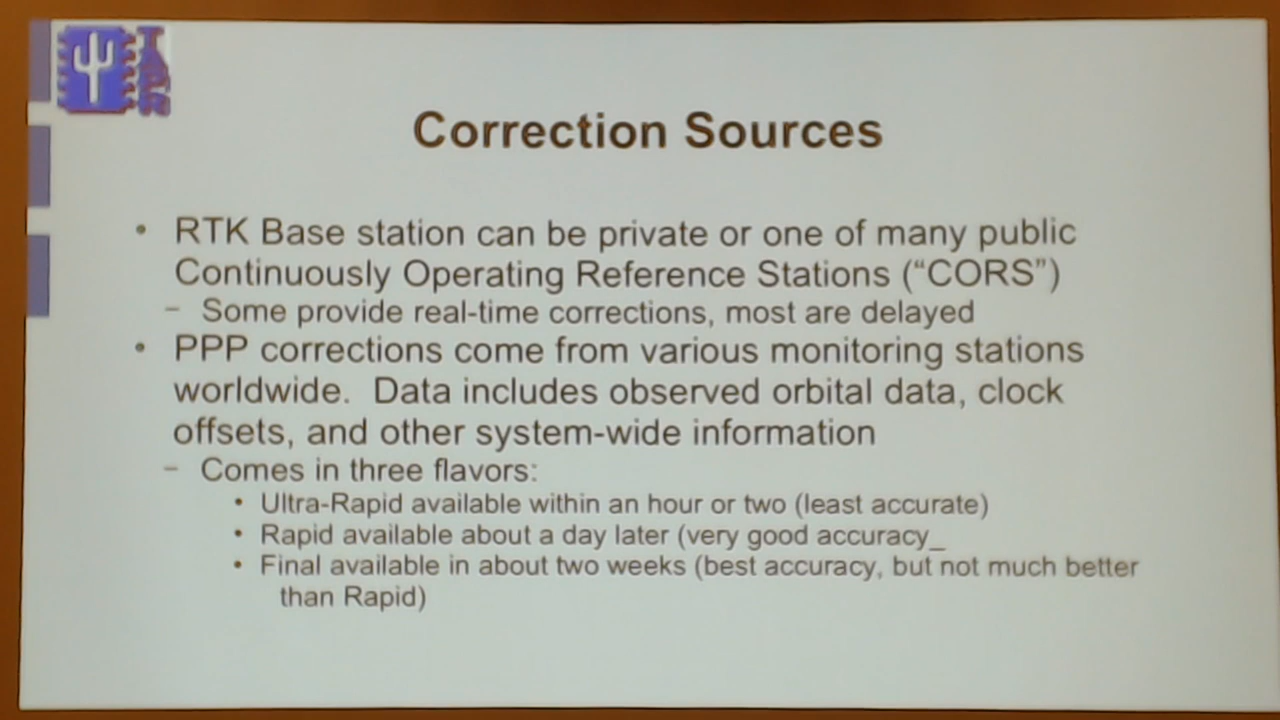 Correction Sources
• RTK Base station can be private or one of many public
Continuously Operating Reference Stations (“CORS”)
– Some provide real-time corrections, most are delayed
• PPP corrections come from various monitoring stations
worldwide. Data includes observed orbital data, clock
offsets, and other system-wide information
– Comes in three flavors:
• Ultra-Rapid available within an hour or two (least accurate)
• Rapid available about a day later (very good accuracy_
• Final available in about two weeks (best accuracy, but not much better
than Rapid)